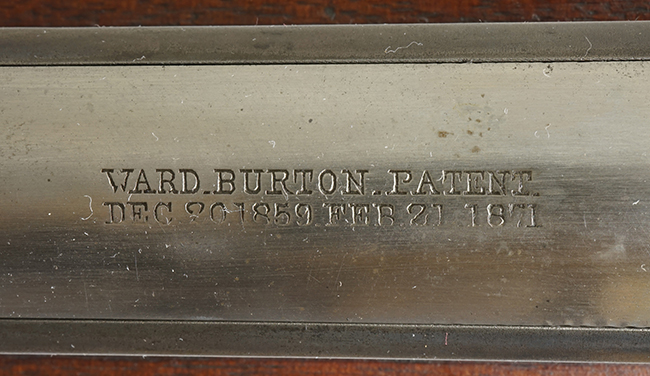 WARD.BURTON.PATENT.
DEC 20 1859 FEB. 21 1871